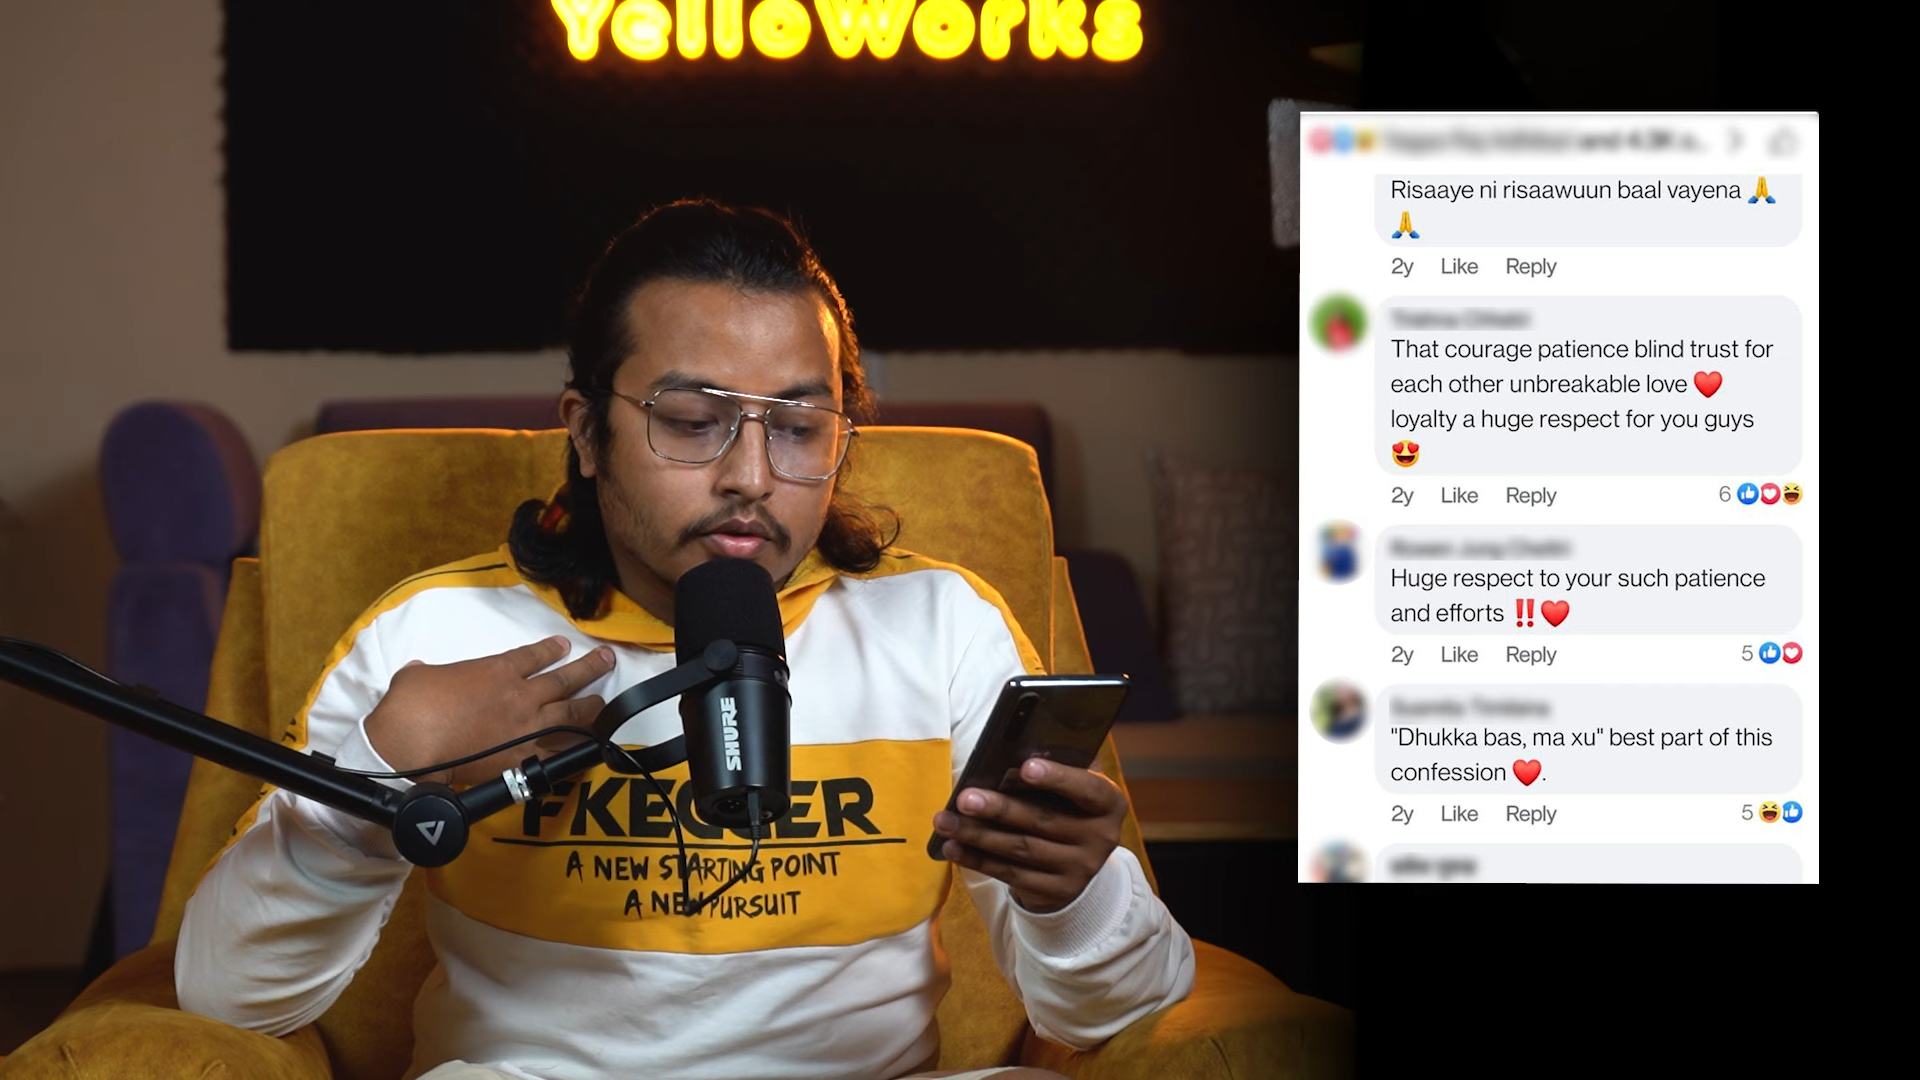 YelloWorks
SHURE
A NEW STARTING POINT
A NEW PURSUIT
Risaaye ni risaawuun baal vayena 🙏
🙏
2y Like Reply
That courage patience blind trust for
each other unbreakable love ❤️
loyalty a huge respect for you guys
😍
2y Like Reply 6
Huge respect to your such patience
and efforts ‼️❤️
2y Like Reply 5
"Dhukka bas, ma xu" best part of this
confession ❤️.
2y Like Reply 5